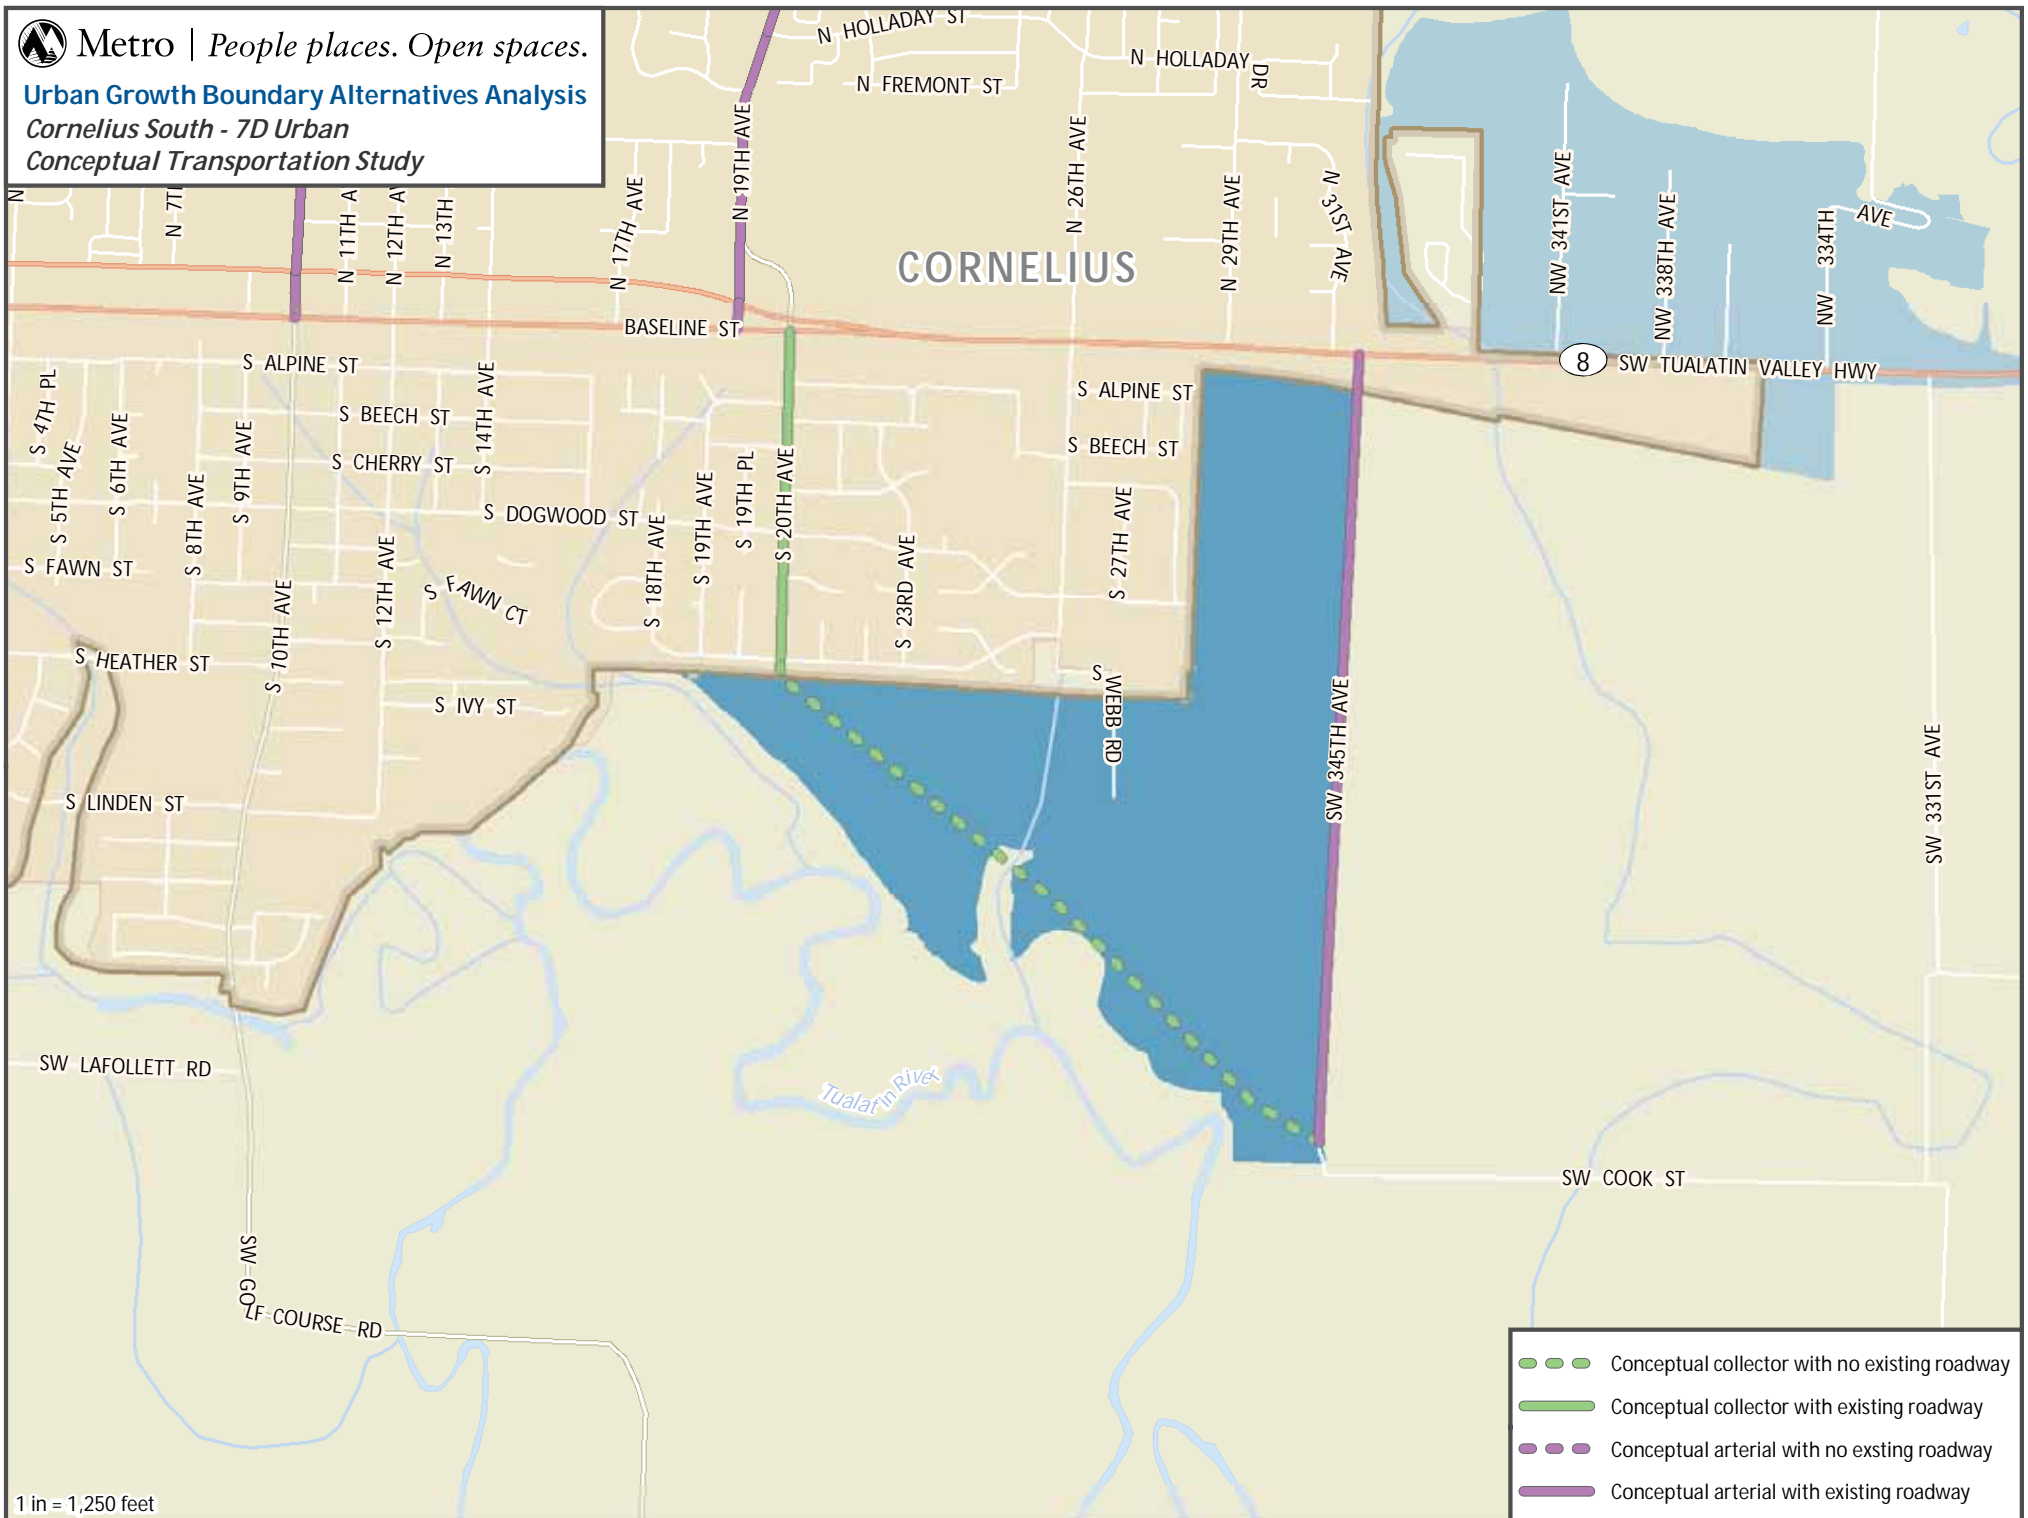 Metro | People places. Open spaces.
Urban Growth Boundary Alternatives Analysis
Cornelius South - 7D Urban
Conceptual Transportation Study
N HOLLADAY ST
N HOLLADAY DR
N FREMONT ST
N 19TH AVE
N 26TH AVE
N
N 7TH
N 11TH A
N 12TH AV
N 13TH
N 17TH AVE
N 29TH AVE
N 31ST AVE
NW 341ST AVE
NW 338TH AVE
NW 334TH AVE
CORNELIUS
BASELINE ST
8
SW TUALATIN VALLEY HWY
S ALPINE ST
S ALPINE ST
S 4TH PL
S 5TH AVE
S 6TH AVE
S 8TH AVE
S 9TH AVE
S BEECH ST
S BEECH ST
S CHERRY ST
S 14TH AVE
S DOGWOOD ST
S 18TH AVE
S 19TH AVE
S 19TH PL
S 20TH AVE
S 23RD AVE
S 27TH AVE
S FAWN ST
S FAWN CT
S 10TH AVE
S 12TH AVE
S HEATHER ST
S IVY ST
S WEBB RD
SW 345TH AVE
SW 331ST AVE
S LINDEN ST
SW LAFOLLETT RD
Tualatin River
SW COOK ST
SW GOLF COURSE RD
Conceptual collector with no existing roadway
Conceptual collector with existing roadway
Conceptual arterial with no exsting roadway
Conceptual arterial with existing roadway
1 in = 1,250 feet